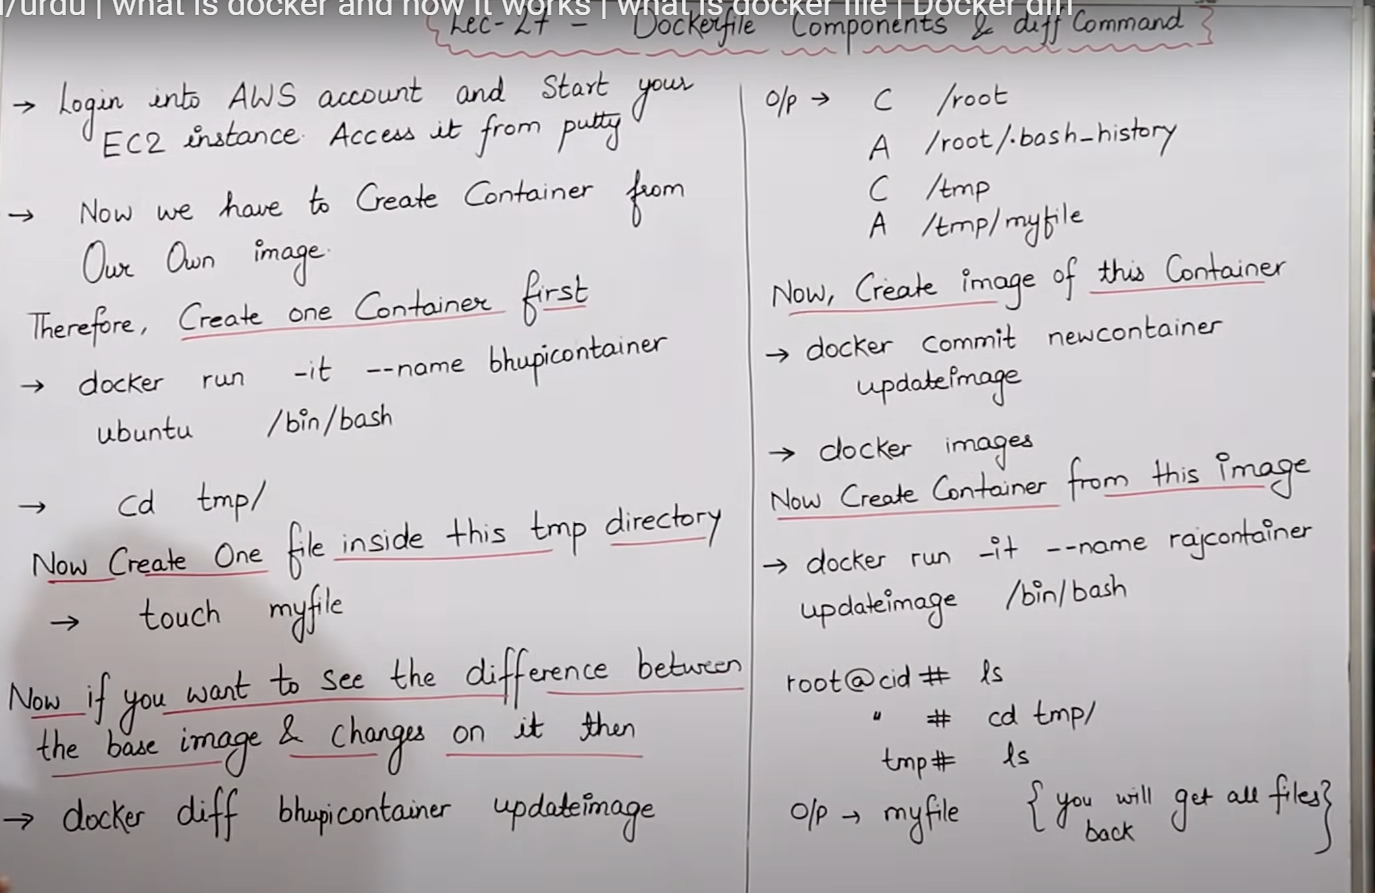 /urdu | what is docker and how it works | what is docker file | Docker diff
Lec-27 - Dockerfile Components & diff Command
→ Login into AWS account and Start your
EC2 instance. Access it from putty
→ Now we have to Create Container from
Our Own image.
Therefore, Create one Container first
→ docker run -it --name bhupicontainer
ubuntu /bin/bash
→ cd tmp/
Now Create One file inside this tmp directory
→ touch myfile
Now if you want to see the difference between
the base image & changes on it then
→ docker diff bhupicontainer updateimage
O/p → C /root
A /root/.bash_history
C /tmp
A /tmp/myfile
Now, Create image of this Container
→ docker commit newcontainer
updateimage
→ docker images
Now Create Container from this image
→ docker run -it --name rajcontainer
updateimage /bin/bash
root@cid # ls
" # cd tmp/
tmp# ls
O/p → myfile {you will get all files
back}